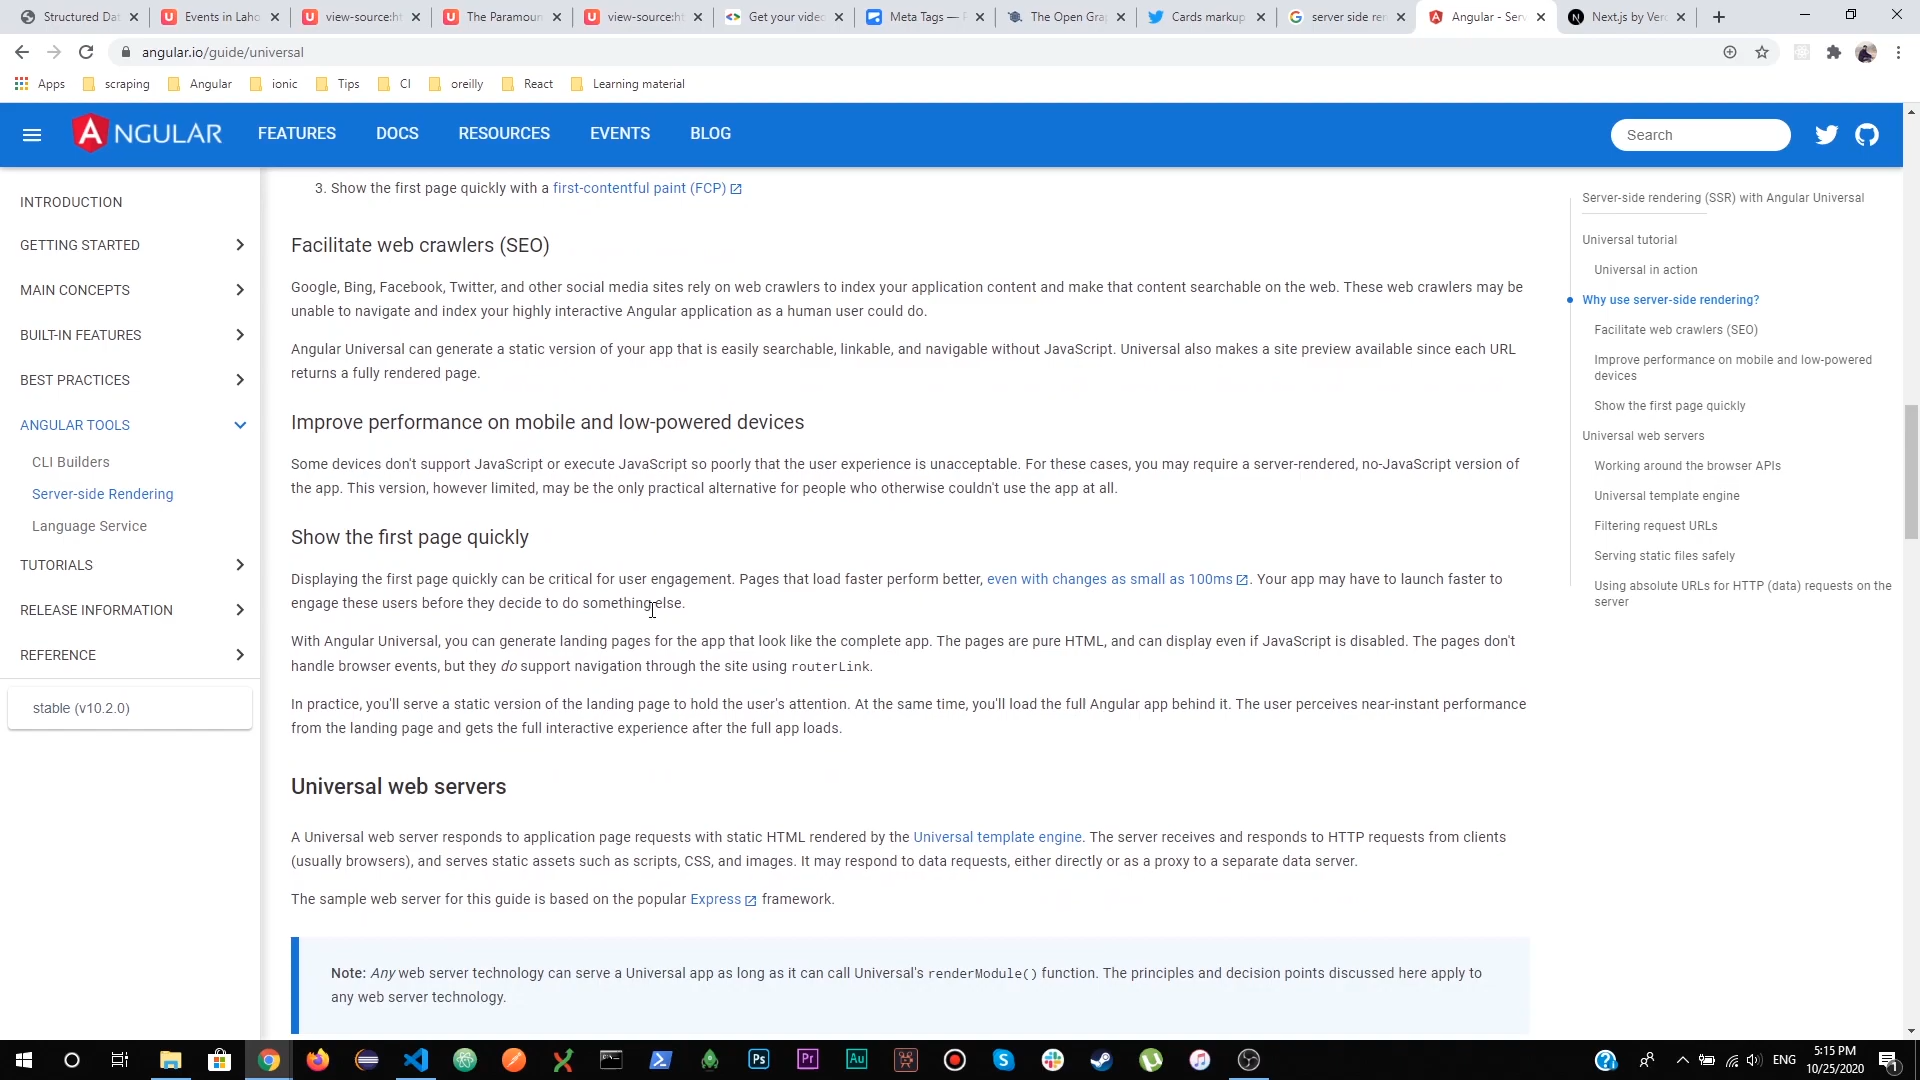 Structured Dat
Events in Laho
view-source:ht
The Paramoun
view-source:ht
Get your video
Meta Tags —
The Open Gra
Cards markup
server side ren
Angular - Serv
Next.js by Verc
angular.io/guide/universal
Apps
scraping
Angular
ionic
Tips
CI
oreilly
React
Learning material
ANGULAR
FEATURES
DOCS
RESOURCES
EVENTS
BLOG
Search
INTRODUCTION
GETTING STARTED
MAIN CONCEPTS
BUILT-IN FEATURES
BEST PRACTICES
ANGULAR TOOLS
CLI Builders
Server-side Rendering
Language Service
TUTORIALS
RELEASE INFORMATION
REFERENCE
stable (v10.2.0)
3. Show the first page quickly with a first-contentful paint (FCP)
Facilitate web crawlers (SEO)
Google, Bing, Facebook, Twitter, and other social media sites rely on web crawlers to index your application content and make that content searchable on the web. These web crawlers may be
unable to navigate and index your highly interactive Angular application as a human user could do.
Angular Universal can generate a static version of your app that is easily searchable, linkable, and navigable without JavaScript. Universal also makes a site preview available since each URL
returns a fully rendered page.
Improve performance on mobile and low-powered devices
Some devices don't support JavaScript or execute JavaScript so poorly that the user experience is unacceptable. For these cases, you may require a server-rendered, no-JavaScript version of
the app. This version, however limited, may be the only practical alternative for people who otherwise couldn't use the app at all.
Show the first page quickly
Displaying the first page quickly can be critical for user engagement. Pages that load faster perform better, even with changes as small as 100ms. Your app may have to launch faster to
engage these users before they decide to do something else.
With Angular Universal, you can generate landing pages for the app that look like the complete app. The pages are pure HTML, and can display even if JavaScript is disabled. The pages don't
handle browser events, but they do support navigation through the site using routerLink.
In practice, you'll serve a static version of the landing page to hold the user's attention. At the same time, you'll load the full Angular app behind it. The user perceives near-instant performance
from the landing page and gets the full interactive experience after the full app loads.
Universal web servers
A Universal web server responds to application page requests with static HTML rendered by the Universal template engine. The server receives and responds to HTTP requests from clients
(usually browsers), and serves static assets such as scripts, CSS, and images. It may respond to data requests, either directly or as a proxy to a separate data server.
The sample web server for this guide is based on the popular Express framework.
Note: Any web server technology can serve a Universal app as long as it can call Universal's renderModule() function. The principles and decision points discussed here apply to
any web server technology.
Server-side rendering (SSR) with Angular Universal
Universal tutorial
Universal in action
Why use server-side rendering?
Facilitate web crawlers (SEO)
Improve performance on mobile and low-powered
devices
Show the first page quickly
Universal web servers
Working around the browser APIs
Universal template engine
Filtering request URLs
Serving static files safely
Using absolute URLs for HTTP (data) requests on the
server
Ps
Pr
Au
ENG
5:15 PM
10/25/2020
1